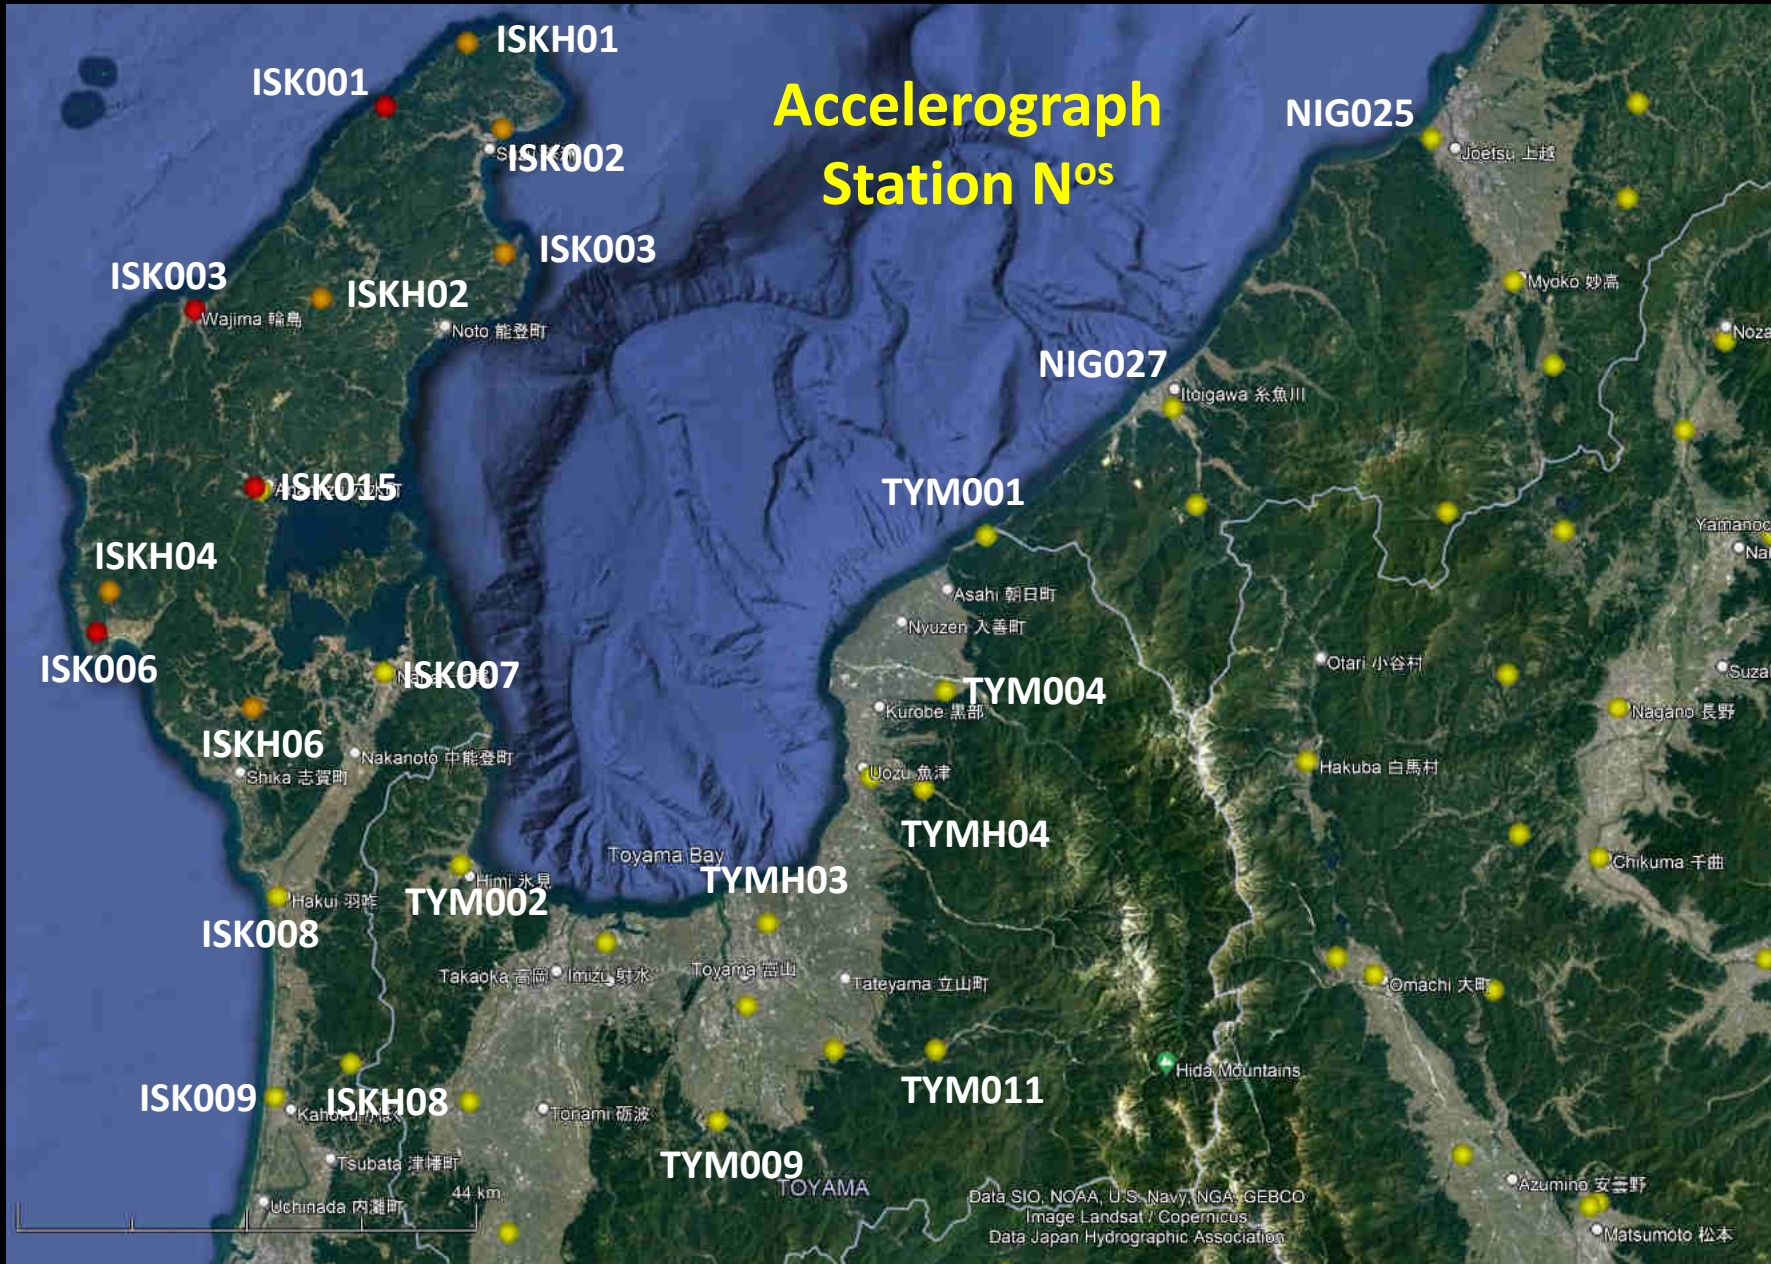 ISKH01
ISK001
Accelerograph
Station Nos
NIG025
Joetsu 上越
ISK002
ISK003
ISK003
ISKH02
Myoko 妙高
Wajima 輪島
Noto 能登町
Noza
NIG027
Itoigawa 糸魚川
ISK015
TYM001
Yamanoc
ISKH04
Asahi 朝日町
Nyuzen 入善町
ISK006
ISK007
Otari 小谷村
TYM004
Kurobe 黒部
Nagano 長野
ISKH06
Nakanoto 中能登町
Shika 志賀町
Uozu 魚津
Hakuba 白馬村
TYMH04
Toyama Bay
TYMH03
Chikuma 千曲
Himi 氷見
TYM002
Hakui 羽咋
ISK008
Takaoka 高岡
Imizu 射水
Toyama 富山
Tateyama 立山町
Omachi 大町
Hida Mountains
ISK009
ISKH08
TYM011
Tonami 砺波
Tsubata 津幡町
TYM009
TOYAMA
44 km
Uchinada 内灘町
Azumino 安曇野
Matsumoto 松本
Data SIO, NOAA, U.S. Navy, NGA, GEBCO
Image Landsat / Copernicus
Data Japan Hydrographic Association